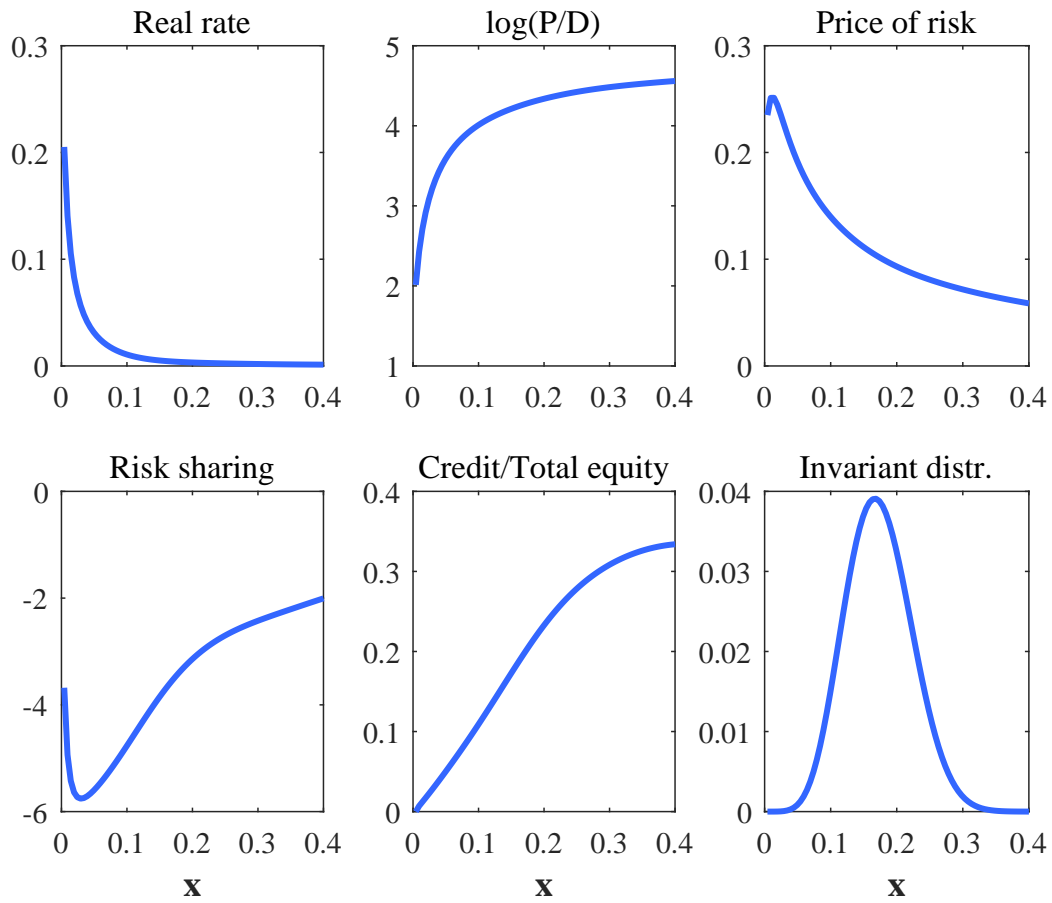 Real rate
0.3
0.2
0.1
0
0 0.1 0.2 0.3 0.4
log(P/D)
5
4
3
2
1
0 0.1 0.2 0.3 0.4
Price of risk
0.3
0.2
0.1
0
0 0.1 0.2 0.3 0.4
Risk sharing
0
-2
-4
-6
0 0.1 0.2 0.3 0.4
x
Credit/Total equity
0.4
0.3
0.2
0.1
0
0 0.1 0.2 0.3 0.4
x
Invariant distr.
0.04
0.03
0.02
0.01
0
0 0.1 0.2 0.3 0.4
x